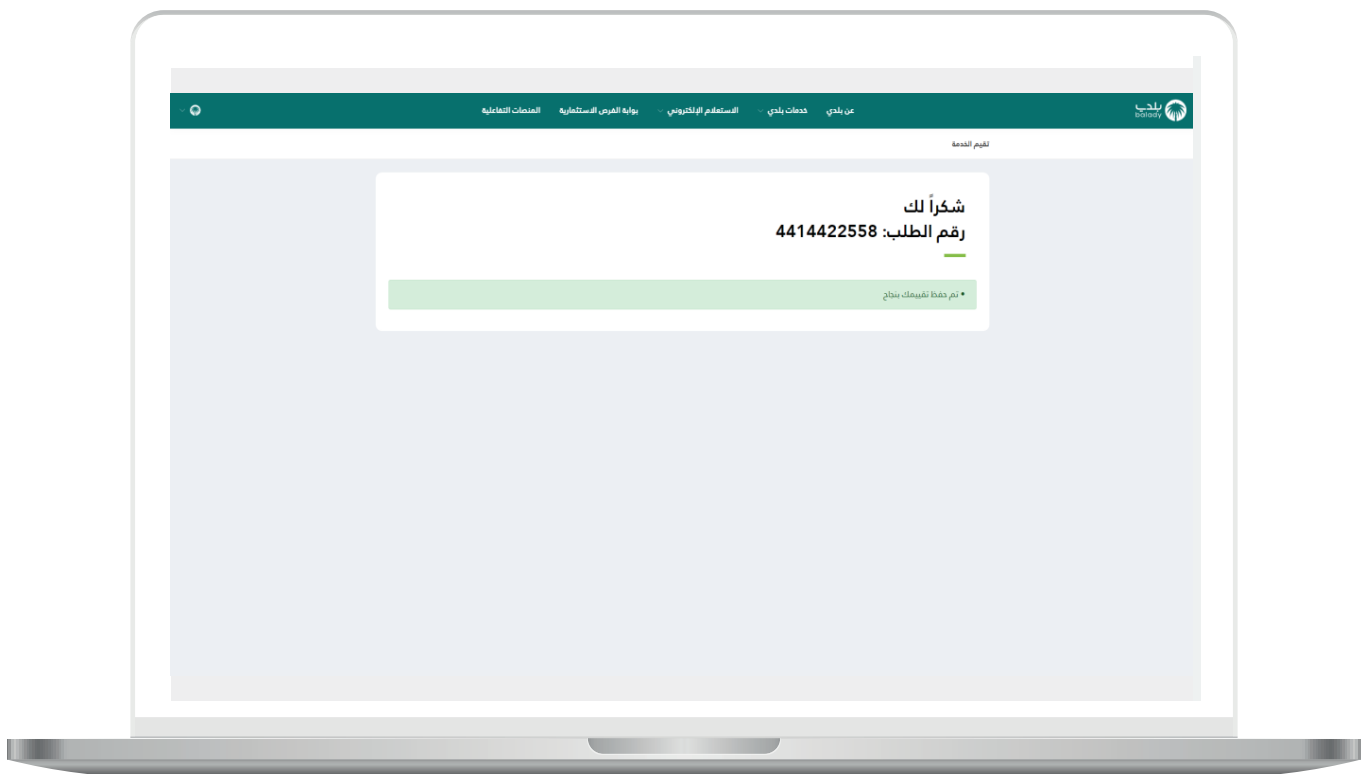 بلدي
balady
عن بلدي خدمات بلدي الاستعلام الإلكتروني بوابة الفرص الاستثمارية المنصات التفاعلية
تقيم الخدمة
شكراً لك
رقم الطلب: 4414422558
• تم حفظ تقييمك بنجاح